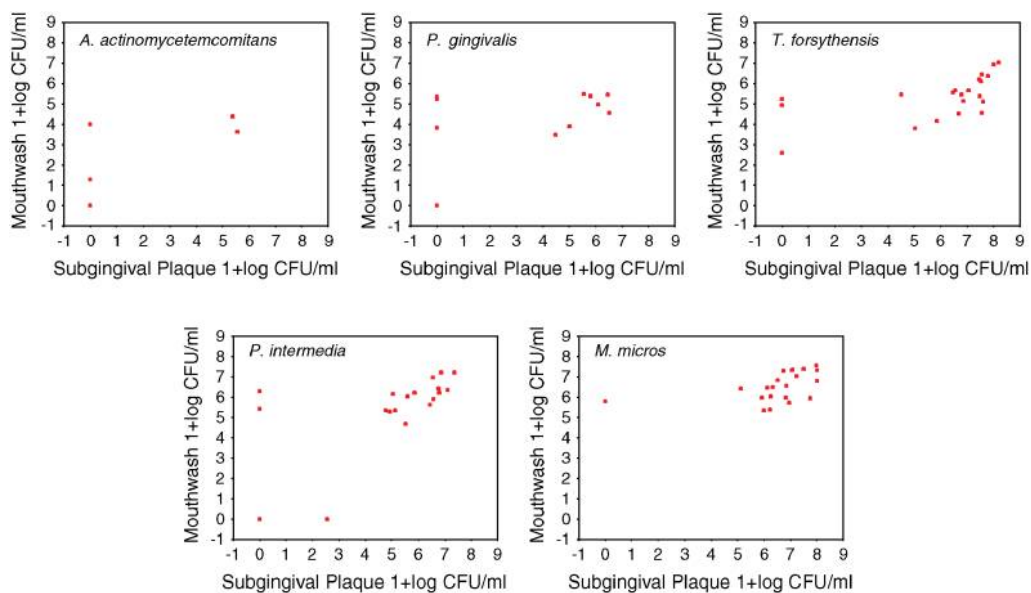 A. actinomycetemcomitans
Mouthwash 1+log CFU/ml
9
8
7
6
5
4
3
2
1
0
-1
-1 0 1 2 3 4 5 6 7 8 9
Subgingival Plaque 1+log CFU/ml
P. gingivalis
Mouthwash 1+log CFU/ml
9
8
7
6
5
4
3
2
1
0
-1
-1 0 1 2 3 4 5 6 7 8 9
Subgingival Plaque 1+log CFU/ml
T. forsythensis
Mouthwash 1+log CFU/ml
9
8
7
6
5
4
3
2
1
0
-1
-1 0 1 2 3 4 5 6 7 8 9
Subgingival Plaque 1+log CFU/ml
P. intermedia
Mouthwash 1+log CFU/ml
9
8
7
6
5
4
3
2
1
0
-1
-1 0 1 2 3 4 5 6 7 8 9
Subgingival Plaque 1+log CFU/ml
M. micros
Mouthwash 1+log CFU/ml
9
8
7
6
5
4
3
2
1
0
-1
-1 0 1 2 3 4 5 6 7 8 9
Subgingival Plaque 1+log CFU/ml